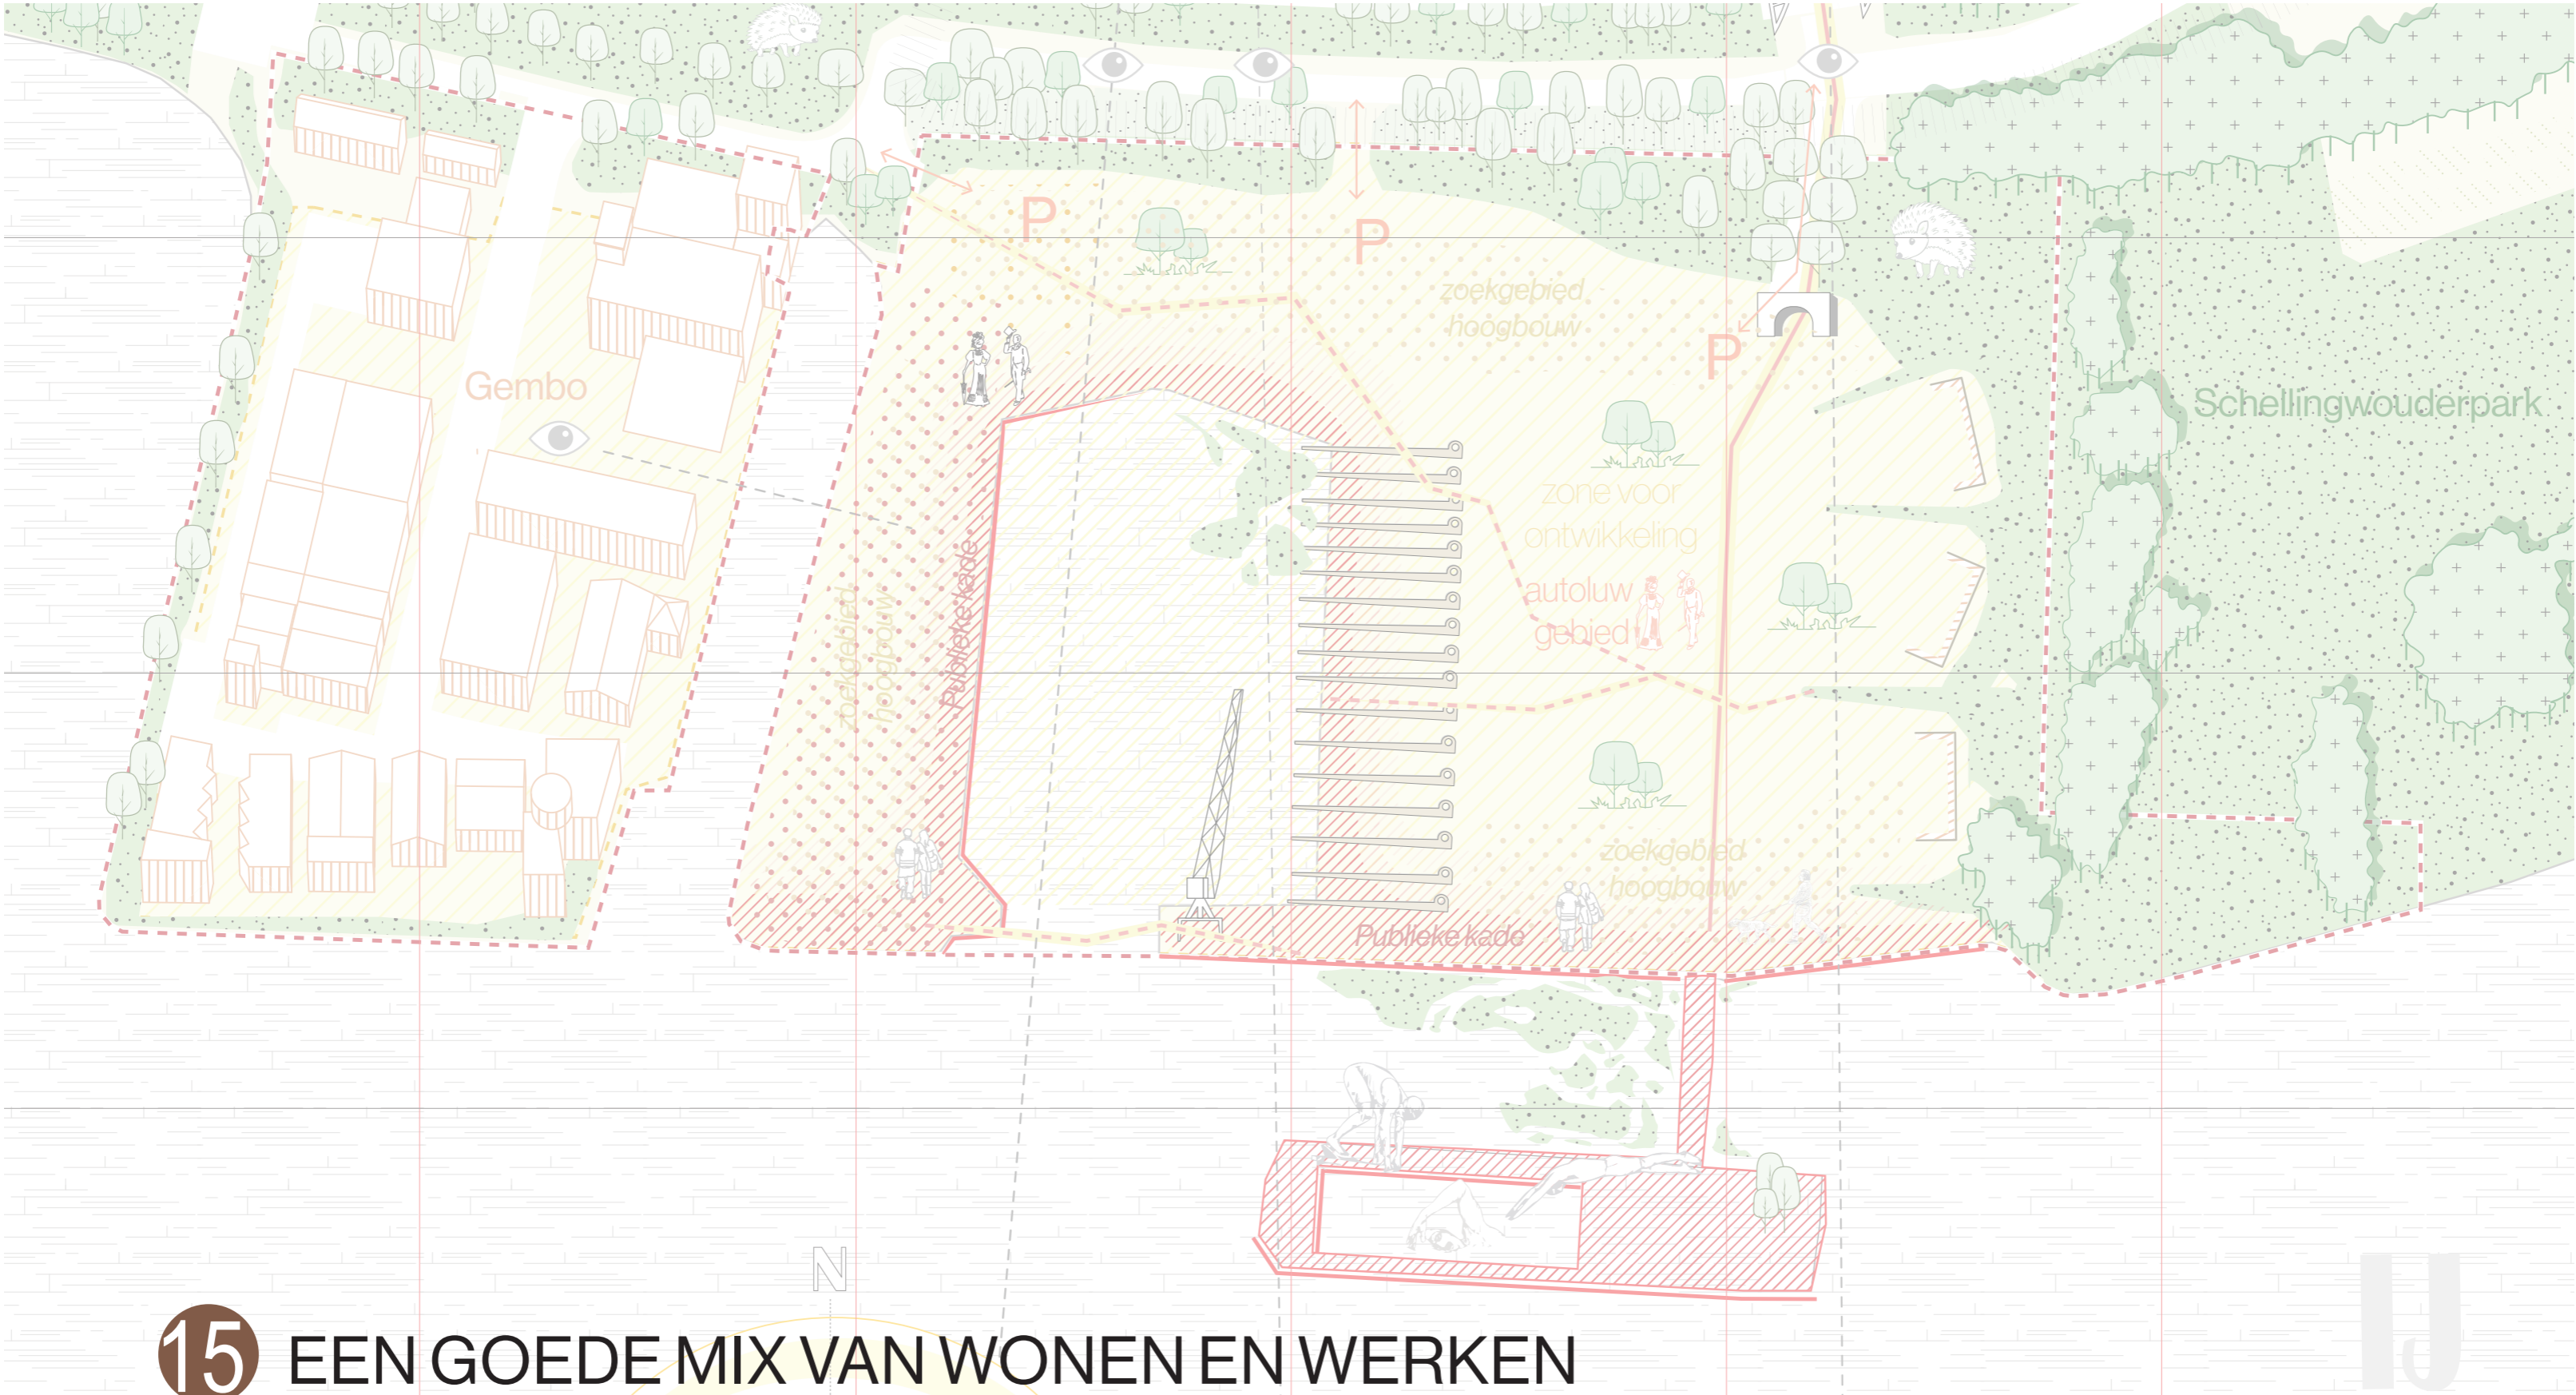 P
P
zoekgebied
hoogbouw
P
Gembo
Schellingwouderpark
zone voor
ontwikkeling
autoluw
gebied
zoekgebied
hoogbouw
Publieke kade
zoekgebied
hoogbouw
Publieke kade
N
IJ
15 EEN GOEDE MIX VAN WONEN EN WERKEN